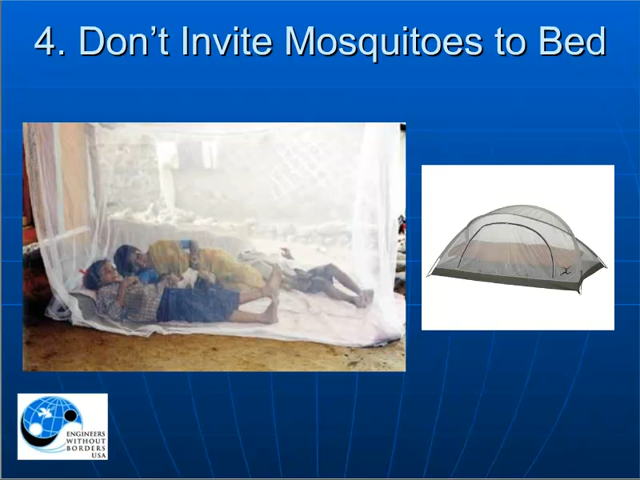 4. Don’t Invite Mosquitoes to Bed
ENGINEERS
WITHOUT
BORDERS
USA